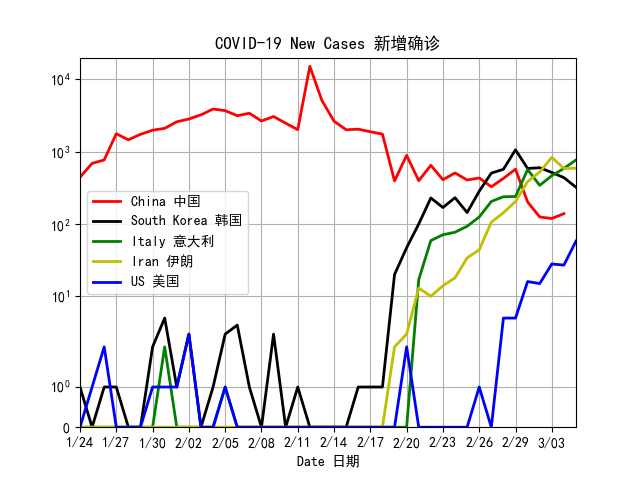 COVID-19 New Cases 新增确诊
10⁴
10³
10²
10¹
10⁰
0
China 中国
South Korea 韩国
Italy 意大利
Iran 伊朗
US 美国
1/24 1/27 1/30 2/02 2/05 2/08 2/11 2/14 2/17 2/20 2/23 2/26 2/29 3/03
Date 日期